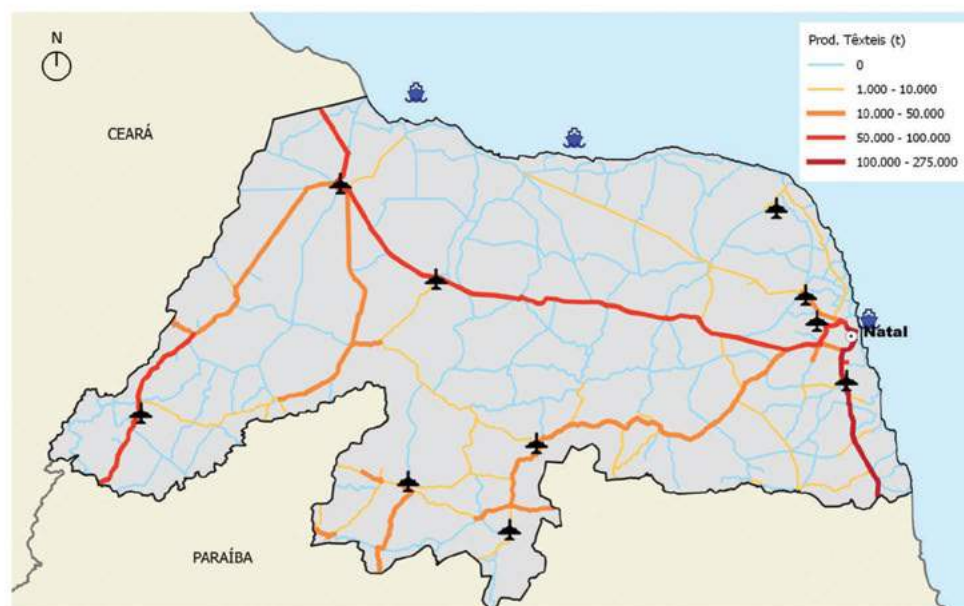 N
CEARÁ
Prod. Têxteis (t)
0
1.000 - 10.000
10.000 - 50.000
50.000 - 100.000
100.000 - 275.000
Natal
PARAÍBA